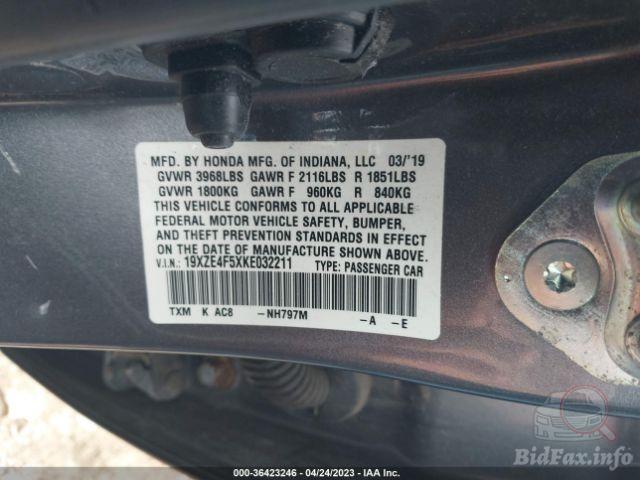 MFD. BY HONDA MFG. OF INDIANA, LLC 03/'19
GVWR 3968LBS GAWR F 2116LBS R 1851LBS
GVWR 1800KG GAWR F 960KG R 840KG
THIS VEHICLE CONFORMS TO ALL APPLICABLE
FEDERAL MOTOR VEHICLE SAFETY, BUMPER,
AND THEFT PREVENTION STANDARDS IN EFFECT
ON THE DATE OF MANUFACTURE SHOWN ABOVE.
V.I.N.: 19XZE4F5XKE032211 TYPE: PASSENGER CAR
TXM K AC8 -NH797M -A -E
BidFax.info
000-36423246 - 04/24/2023 - IAA Inc.